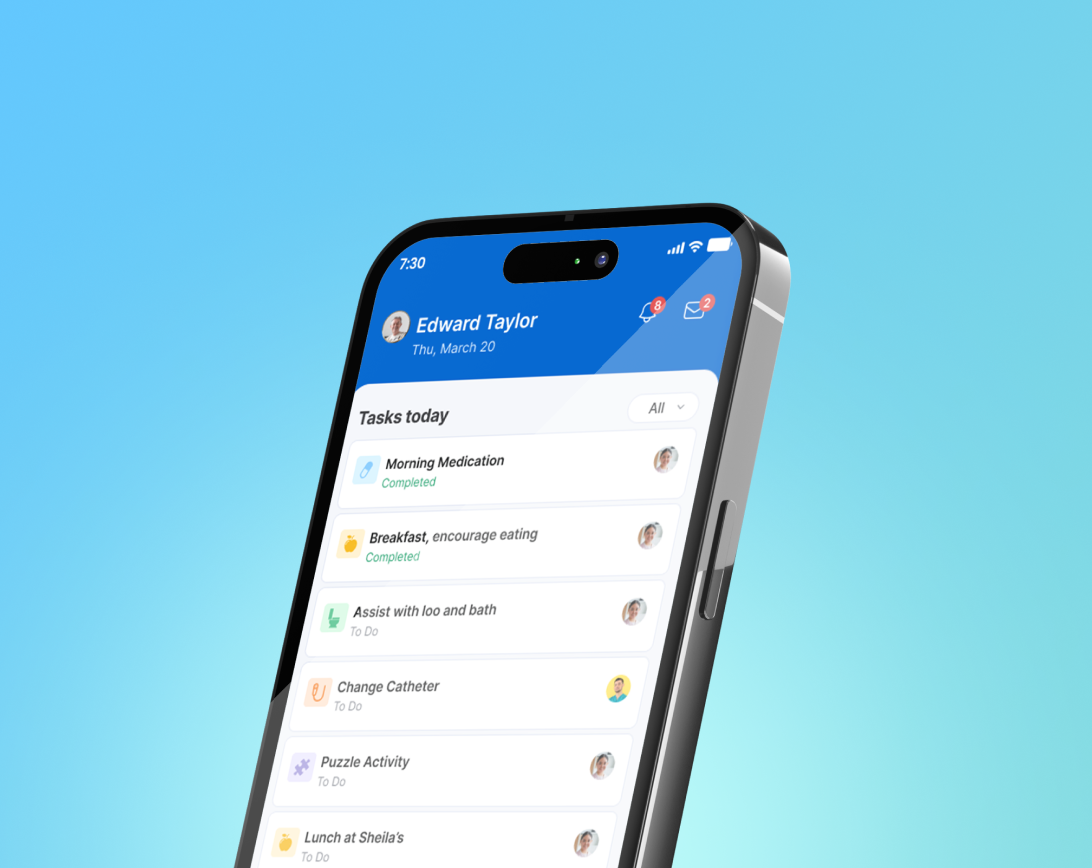 7:30
8
2
Edward Taylor
Thu, March 20
Tasks today
All
Morning Medication
Completed
Breakfast, encourage eating
Completed
Assist with loo and bath
To Do
Change Catheter
To Do
Puzzle Activity
To Do
Lunch at Sheila's
To Do